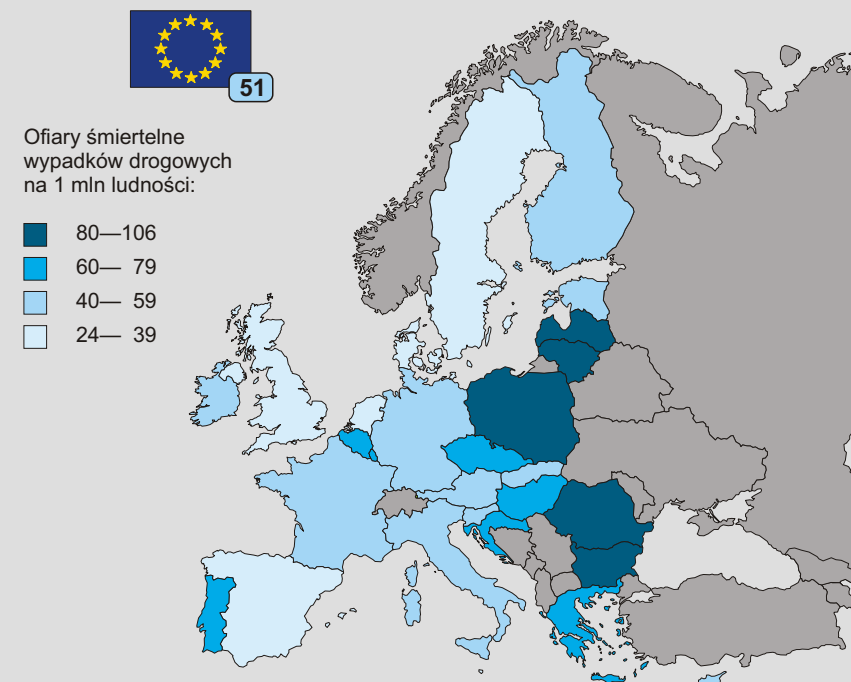 51
Ofiary śmiertelne
wypadków drogowych
na 1 mln ludności:
80—106
60— 79
40— 59
24— 39